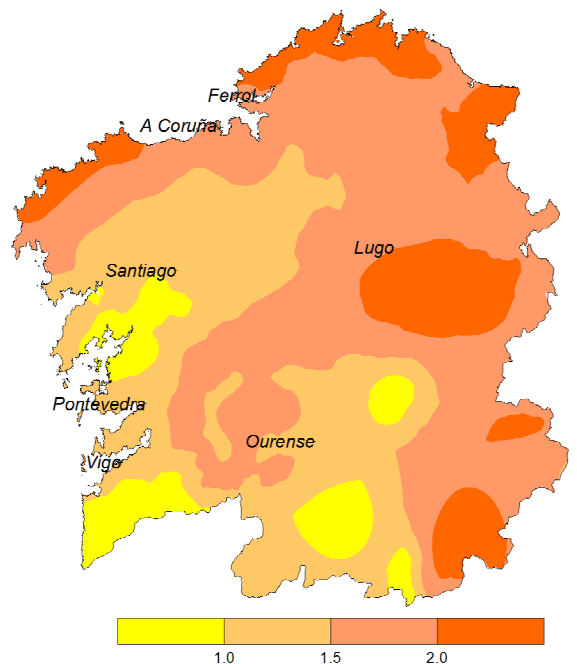 Ferrol
A Coruña
Lugo
Santiago
Pontevedra
Ourense
Vigo
1.0 1.5 2.0